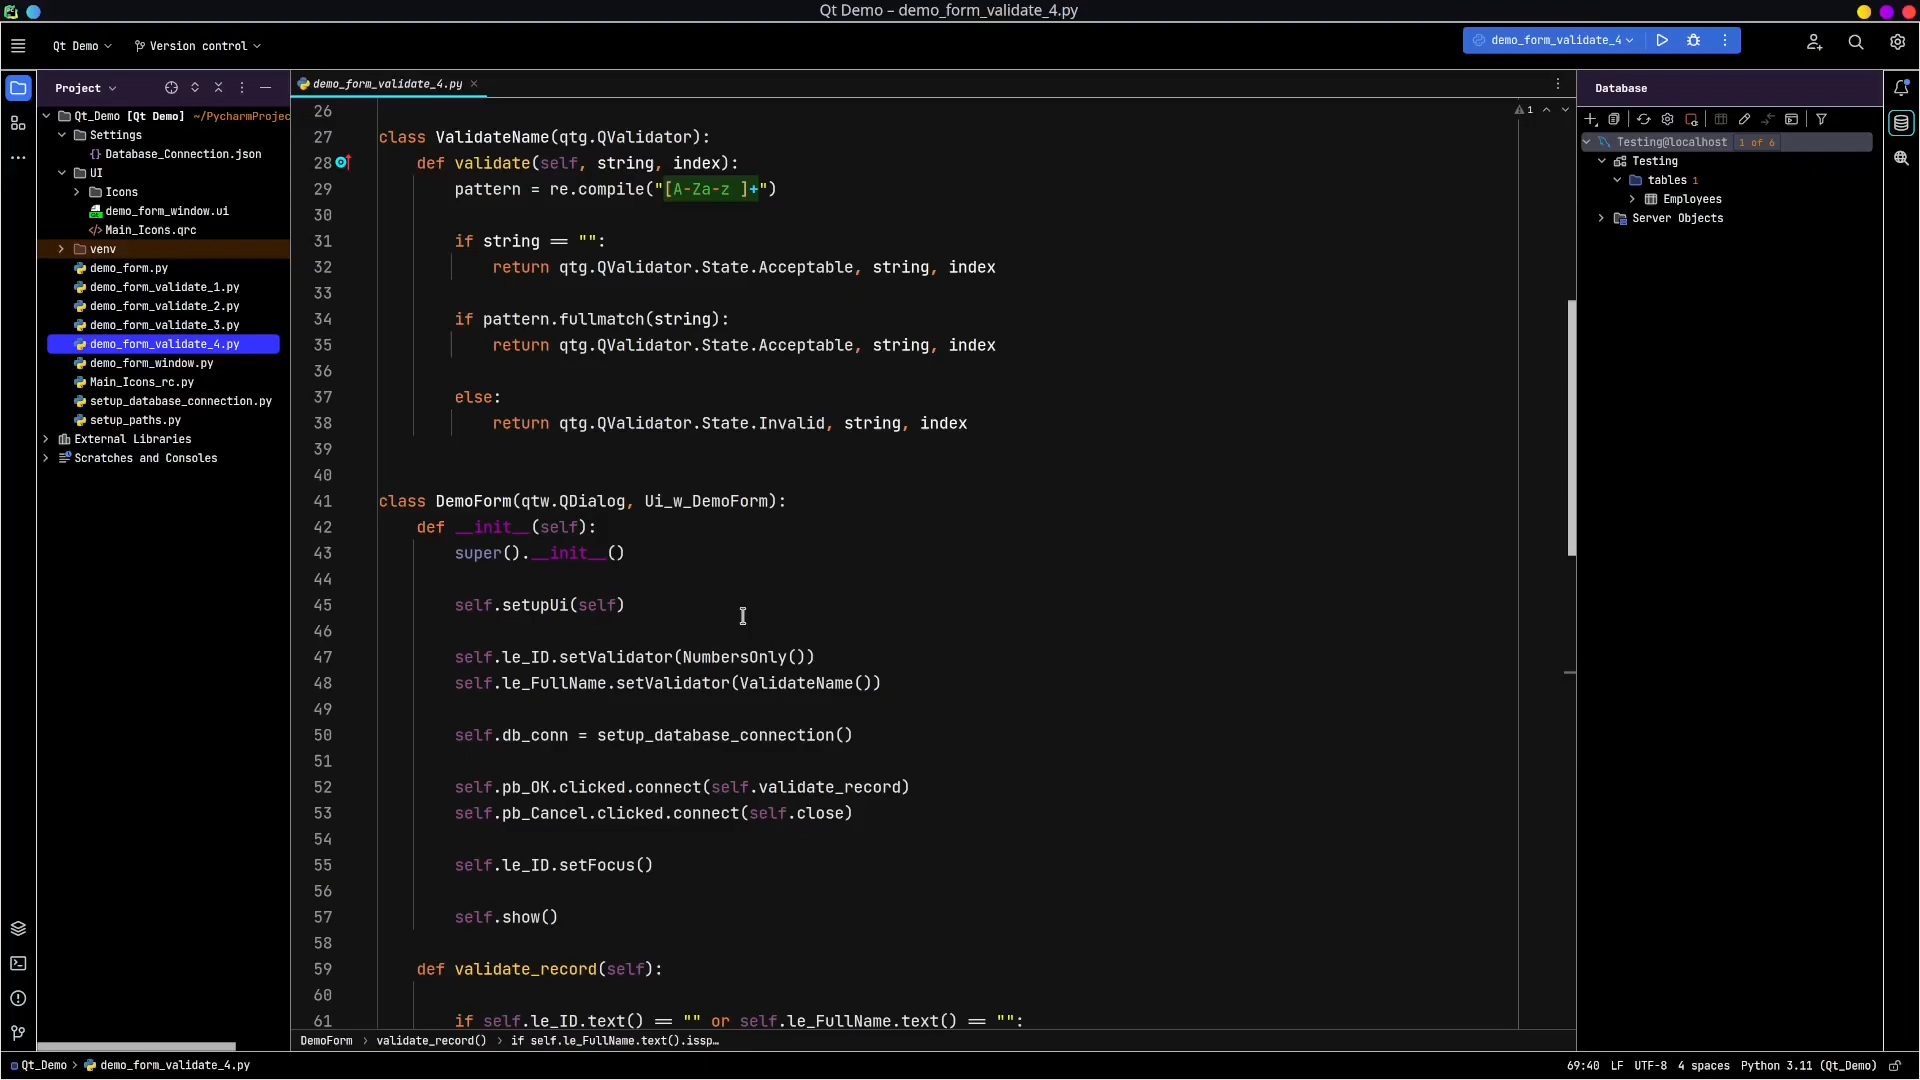 Qt Demo – demo_form_validate_4.py
Qt Demo
Version control
demo_form_validate_4
Project
demo_form_validate_4.py
Database
Qt_Demo [Qt Demo] ~/PycharmProjec
Settings
Database_Connection.json
UI
Icons
demo_form_window.ui
Main_Icons.qrc
venv
demo_form.py
demo_form_validate_1.py
demo_form_validate_2.py
demo_form_validate_3.py
demo_form_validate_4.py
demo_form_window.py
Main_Icons_rc.py
setup_database_connection.py
setup_paths.py
External Libraries
Scratches and Consoles
1
26
27 class ValidateName(qtg.QValidator):
28 def validate(self, string, index):
29 pattern = re.compile("[A-Za-z ]+")
30
31 if string == "":
32 return qtg.QValidator.State.Acceptable, string, index
33
34 if pattern.fullmatch(string):
35 return qtg.QValidator.State.Acceptable, string, index
36
37 else:
38 return qtg.QValidator.State.Invalid, string, index
39
40
41 class DemoForm(qtw.QDialog, Ui_w_DemoForm):
42 def __init__(self):
43 super().__init__()
44
45 self.setupUi(self)
46
47 self.le_ID.setValidator(NumbersOnly())
48 self.le_FullName.setValidator(ValidateName())
49
50 self.db_conn = setup_database_connection()
51
52 self.pb_OK.clicked.connect(self.validate_record)
53 self.pb_Cancel.clicked.connect(self.close)
54
55 self.le_ID.setFocus()
56
57 self.show()
58
59 def validate_record(self):
60
61 if self.le_ID.text() == "" or self.le_FullName.text() == "":
Testing@localhost 1 of 6
Testing
tables 1
Employees
Server Objects
DemoForm › validate_record() › if self.le_FullName.text().issp…
Qt_Demo › demo_form_validate_4.py
69:40 LF UTF-8 4 spaces Python 3.11 (Qt_Demo)